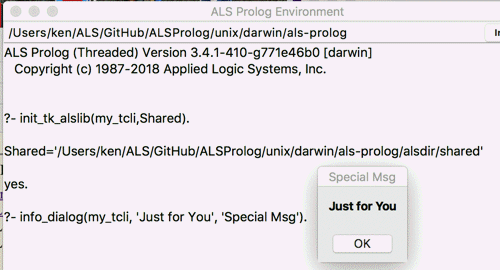 ALS Prolog Environment
/Users/ken/ALS/GitHub/ALSProlog/unix/darwin/als-prolog
ALS Prolog (Threaded) Version 3.4.1-410-g771e46b0 [darwin]
Copyright (c) 1987-2018 Applied Logic Systems, Inc.
?- init_tk_alslib(my_tcli,Shared).
Shared='/Users/ken/ALS/GitHub/ALSProlog/unix/darwin/als-prolog/alsdir/shared'
yes.
?- info_dialog(my_tcli, 'Just for You', 'Special Msg').
Special Msg
Just for You
OK